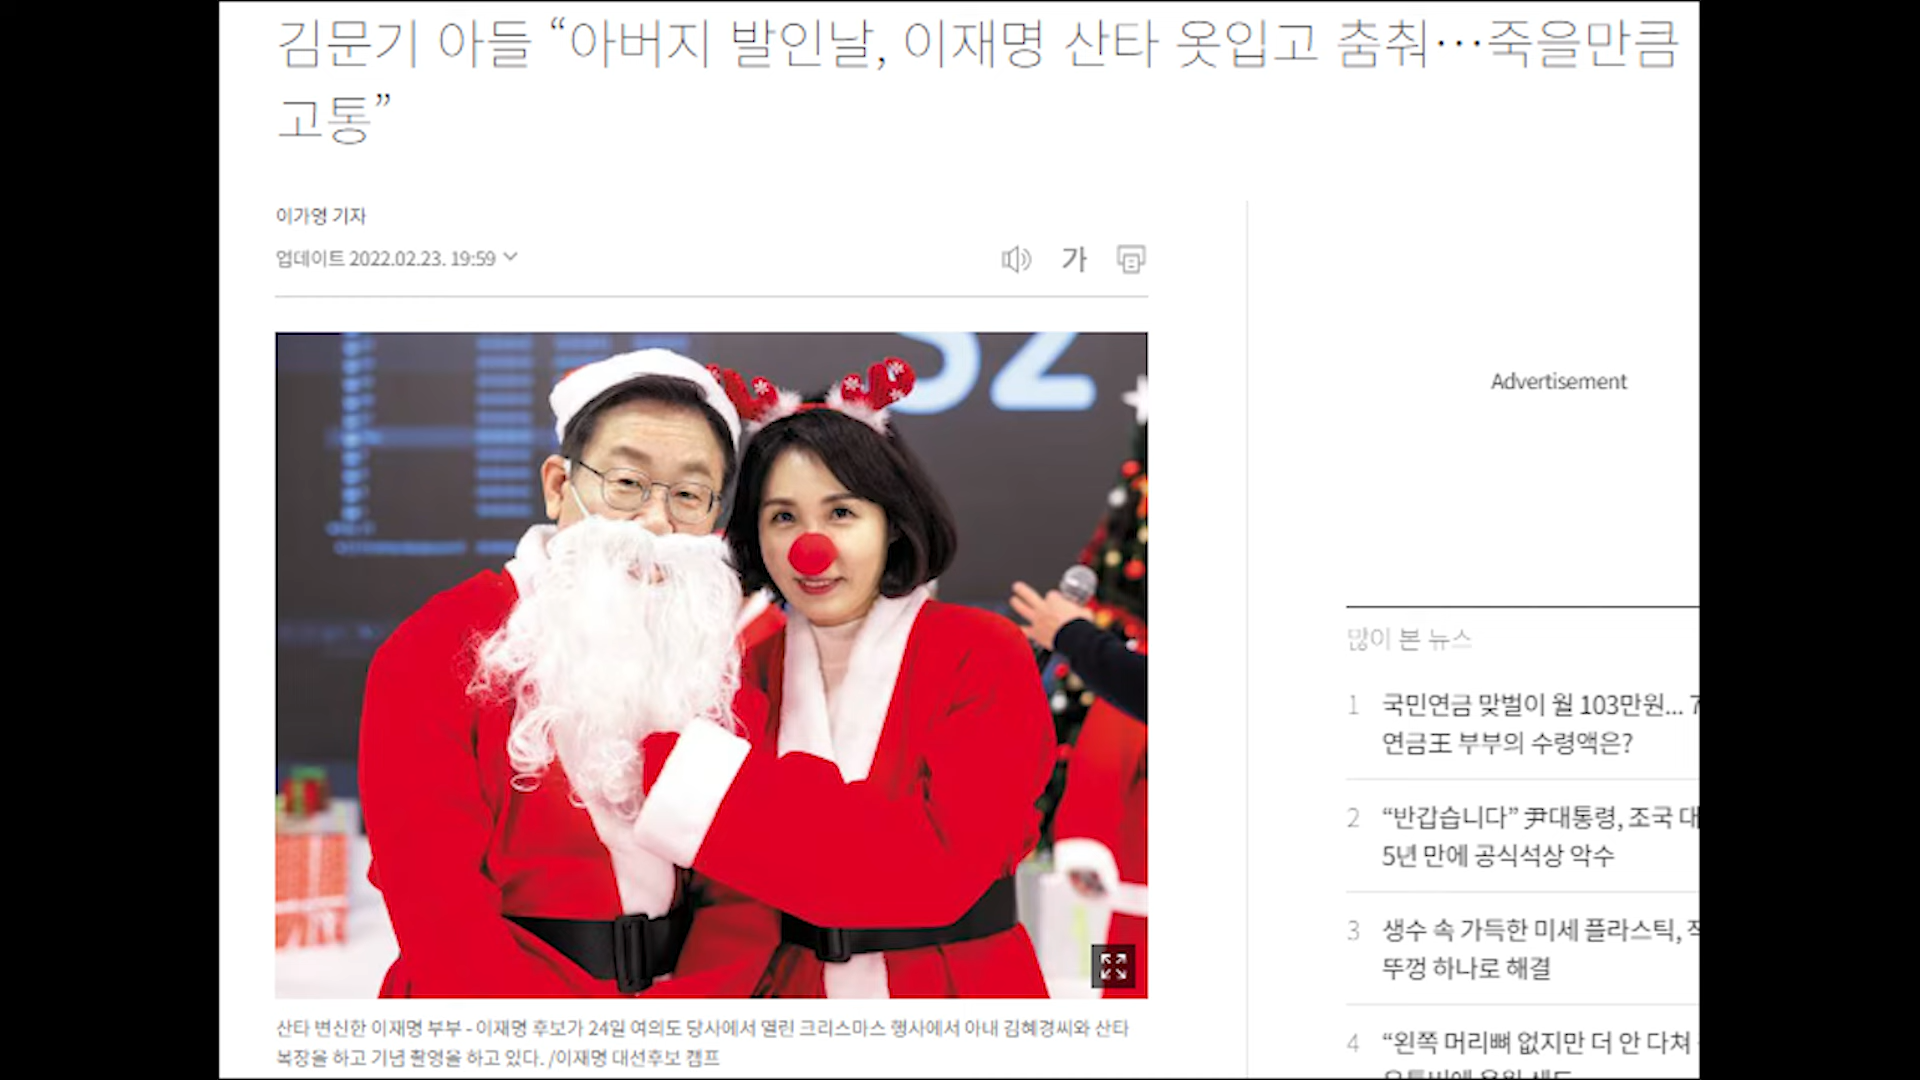 김문기 아들 “아버지 발인날, 이재명 산타 옷입고 춤춰…죽을만큼
고통”
이가영 기자
업데이트 2022.02.23. 19:59
가
산타 변신한 이재명 부부 - 이재명 후보가 24일 여의도 당사에서 열린 크리스마스 행사에서 아내 김혜경씨와 산타
복장을 하고 기념 촬영을 하고 있다. /이재명 대선후보 캠프
Advertisement
많이 본 뉴스
1 국민연금 맞벌이 월 103만원... 7
연금王 부부의 수령액은?
2 “반갑습니다” 尹대통령, 조국 대
5년 만에 공식석상 악수
3 생수 속 가득한 미세 플라스틱,
뚜껑 하나로 해결
4 “왼쪽 머리뼈 없지만 더 안 다쳐